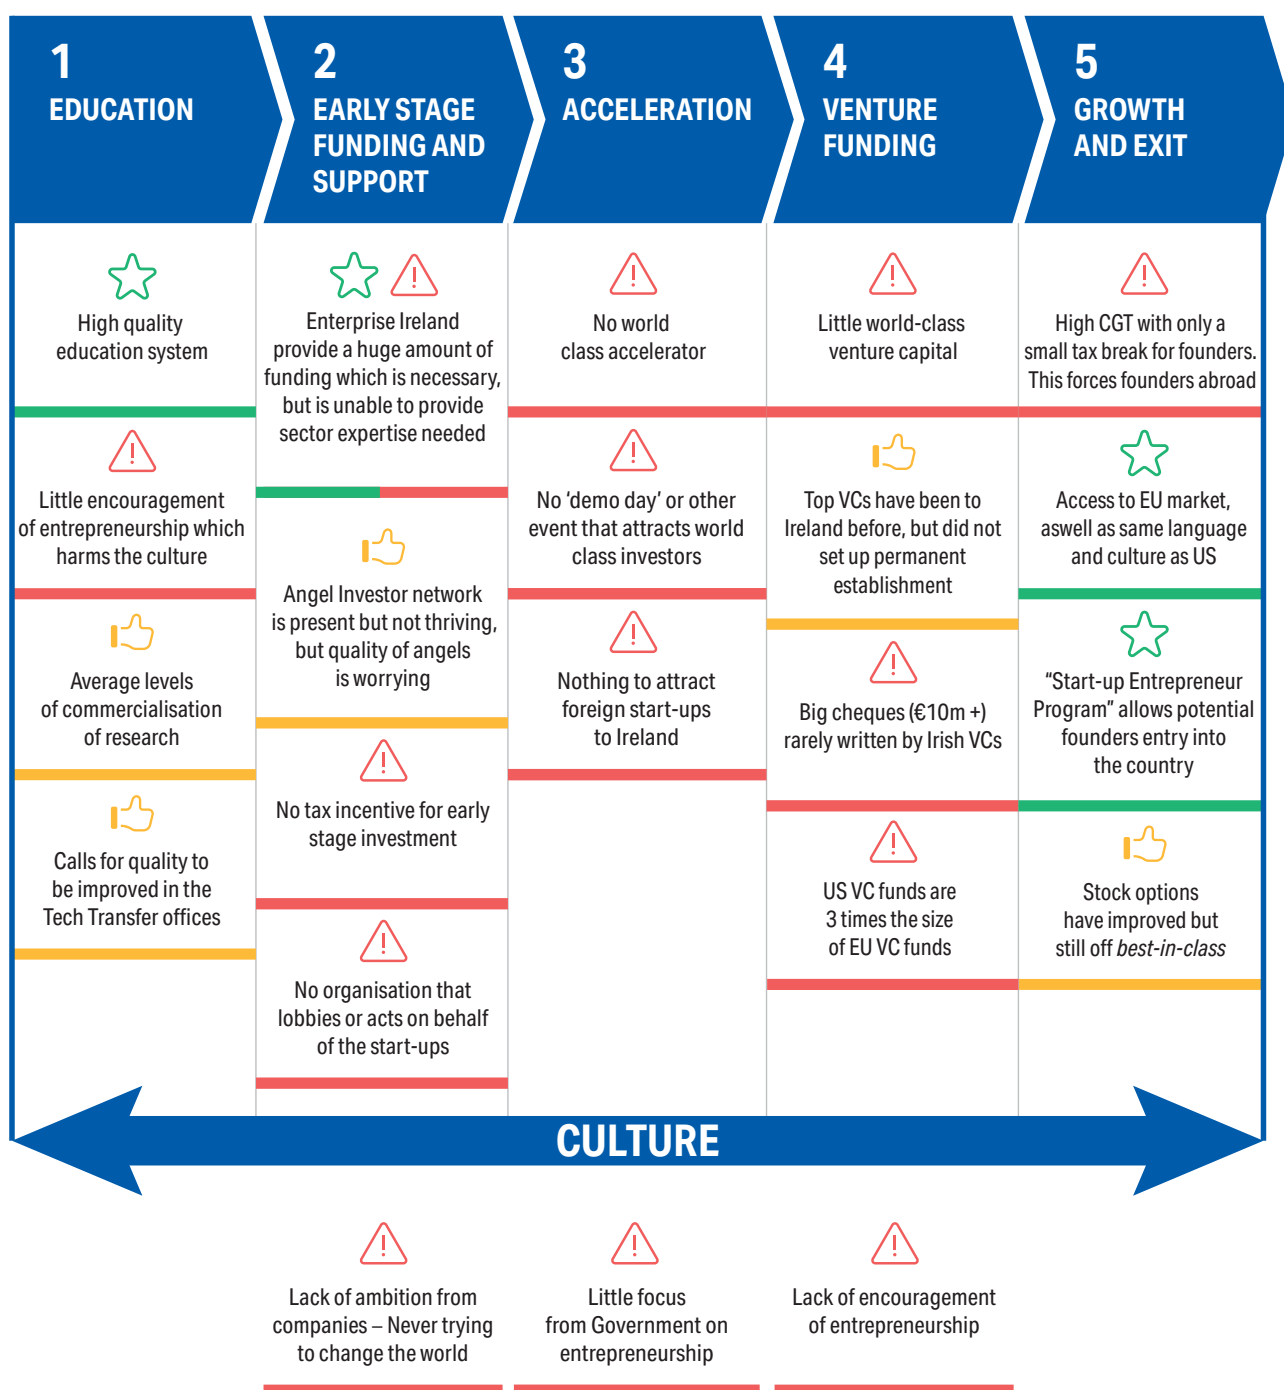 1
EDUCATION
High quality
education system
Little encouragement
of entrepreneurship which
harms the culture
Average levels
of commercialisation
of research
Calls for quality to
be improved in the
Tech Transfer offices
2
EARLY STAGE
FUNDING AND
SUPPORT
Enterprise Ireland
provide a huge amount of
funding which is necessary,
but is unable to provide
sector expertise needed
Angel Investor network
is present but not thriving,
but quality of angels
is worrying
No tax incentive for early
stage investment
No organisation that
lobbies or acts on behalf
of the start-ups
3
ACCELERATION
No world
class accelerator
No ‘demo day’ or other
event that attracts world
class investors
Nothing to attract
foreign start-ups
to Ireland
4
VENTURE
FUNDING
Little world-class
venture capital
Top VCs have been to
Ireland before, but did not
set up permanent
establishment
Big cheques (€10m +)
rarely written by Irish VCs
US VC funds are
3 times the size
of EU VC funds
5
GROWTH
AND EXIT
High CGT with only a
small tax break for founders.
This forces founders abroad
Access to EU market,
aswell as same language
and culture as US
“Start-up Entrepreneur
Program” allows potential
founders entry into
the country
Stock options
have improved but
still off best-in-class
CULTURE
Lack of ambition from
companies – Never trying
to change the world
Little focus
from Government on
entrepreneurship
Lack of encouragement
of entrepreneurship